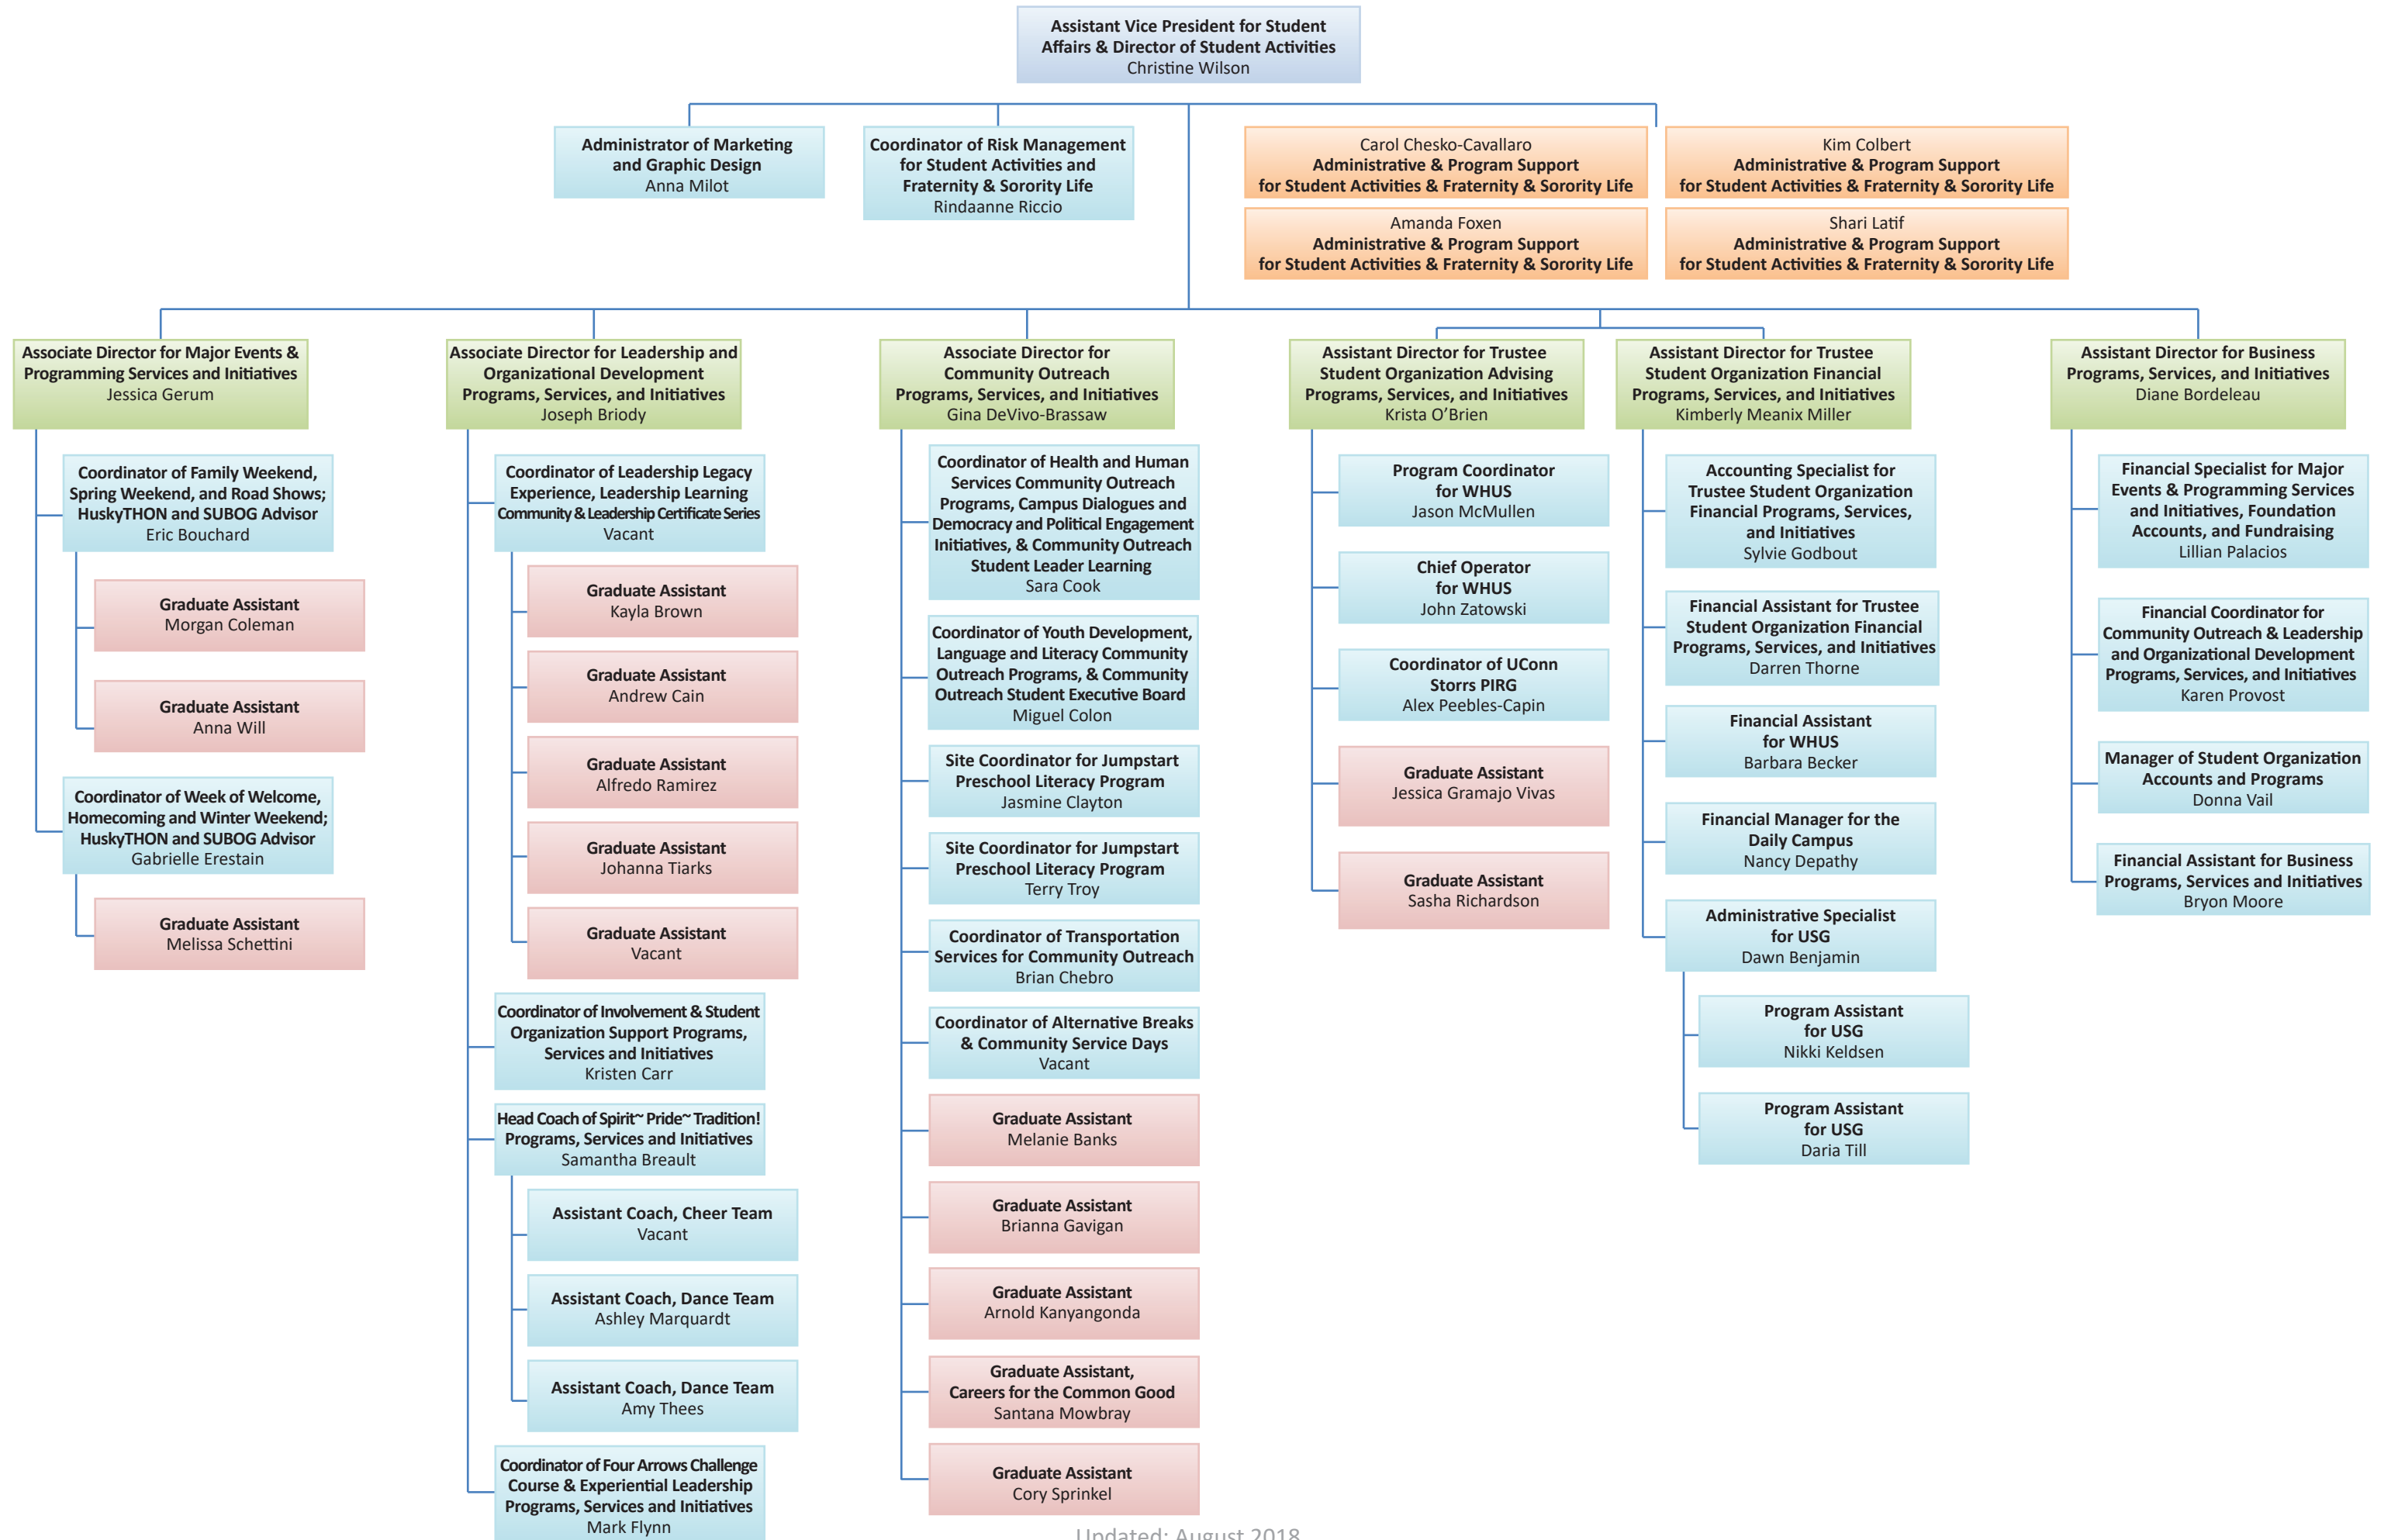 Assistant Vice President for Student
Affairs & Director of Student Activities
Christine Wilson
Administrator of Marketing
and Graphic Design
Anna Milot
Coordinator of Risk Management
for Student Activities and
Fraternity & Sorority Life
Rindaanne Riccio
Carol Chesko-Cavallaro
Administrative & Program Support
for Student Activities & Fraternity & Sorority Life
Kim Colbert
Administrative & Program Support
for Student Activities & Fraternity & Sorority Life
Amanda Foxen
Administrative & Program Support
for Student Activities & Fraternity & Sorority Life
Shari Latif
Administrative & Program Support
for Student Activities & Fraternity & Sorority Life
Associate Director for Major Events &
Programming Services and Initiatives
Jessica Gerum
Coordinator of Family Weekend,
Spring Weekend, and Road Shows;
HuskyTHON and SUBOG Advisor
Eric Bouchard
Graduate Assistant
Morgan Coleman
Graduate Assistant
Anna Will
Coordinator of Week of Welcome,
Homecoming and Winter Weekend;
HuskyTHON and SUBOG Advisor
Gabrielle Erestain
Graduate Assistant
Melissa Schettini
Associate Director for Leadership and
Organizational Development
Programs, Services, and Initiatives
Joseph Briody
Coordinator of Leadership Legacy
Experience, Leadership Learning
Community & Leadership Certificate Series
Vacant
Graduate Assistant
Kayla Brown
Graduate Assistant
Andrew Cain
Graduate Assistant
Alfredo Ramirez
Graduate Assistant
Johanna Tiarks
Graduate Assistant
Vacant
Coordinator of Involvement & Student
Organization Support Programs,
Services and Initiatives
Kristen Carr
Head Coach of Spirit~ Pride~ Tradition!
Programs, Services and Initiatives
Samantha Breault
Assistant Coach, Cheer Team
Vacant
Assistant Coach, Dance Team
Ashley Marquardt
Assistant Coach, Dance Team
Amy Thees
Coordinator of Four Arrows Challenge
Course & Experiential Leadership
Programs, Services and Initiatives
Mark Flynn
Associate Director for
Community Outreach
Programs, Services, and Initiatives
Gina DeVivo-Brassaw
Coordinator of Health and Human
Services Community Outreach
Programs, Campus Dialogues and
Democracy and Political Engagement
Initiatives, & Community Outreach
Student Leader Learning
Sara Cook
Coordinator of Youth Development,
Language and Literacy Community
Outreach Programs, & Community
Outreach Student Executive Board
Miguel Colon
Site Coordinator for Jumpstart
Preschool Literacy Program
Jasmine Clayton
Site Coordinator for Jumpstart
Preschool Literacy Program
Terry Troy
Coordinator of Transportation
Services for Community Outreach
Brian Chebro
Coordinator of Alternative Breaks
& Community Service Days
Vacant
Graduate Assistant
Melanie Banks
Graduate Assistant
Brianna Gavigan
Graduate Assistant
Arnold Kanyangonda
Graduate Assistant,
Careers for the Common Good
Santana Mowbray
Graduate Assistant
Cory Sprinkel
Assistant Director for Trustee
Student Organization Advising
Programs, Services, and Initiatives
Krista O’Brien
Program Coordinator
for WHUS
Jason McMullen
Chief Operator
for WHUS
John Zatowski
Coordinator of UConn
Storrs PIRG
Alex Peebles-Capin
Graduate Assistant
Jessica Gramajo Vivas
Graduate Assistant
Sasha Richardson
Assistant Director for Trustee
Student Organization Financial
Programs, Services, and Initiatives
Kimberly Meanix Miller
Accounting Specialist for
Trustee Student Organization
Financial Programs, Services,
and Initiatives
Sylvie Godbout
Financial Assistant for Trustee
Student Organization Financial
Programs, Services, and Initiatives
Darren Thorne
Financial Assistant
for WHUS
Barbara Becker
Financial Manager for the
Daily Campus
Nancy Depathy
Administrative Specialist
for USG
Dawn Benjamin
Program Assistant
for USG
Nikki Keldsen
Program Assistant
for USG
Daria Till
Assistant Director for Business
Programs, Services, and Initiatives
Diane Bordeleau
Financial Specialist for Major
Events & Programming Services
and Initiatives, Foundation
Accounts, and Fundraising
Lillian Palacios
Financial Coordinator for
Community Outreach & Leadership
and Organizational Development
Programs, Services, and Initiatives
Karen Provost
Manager of Student Organization
Accounts and Programs
Donna Vail
Financial Assistant for Business
Programs, Services and Initiatives
Bryon Moore
Updated: August 2018